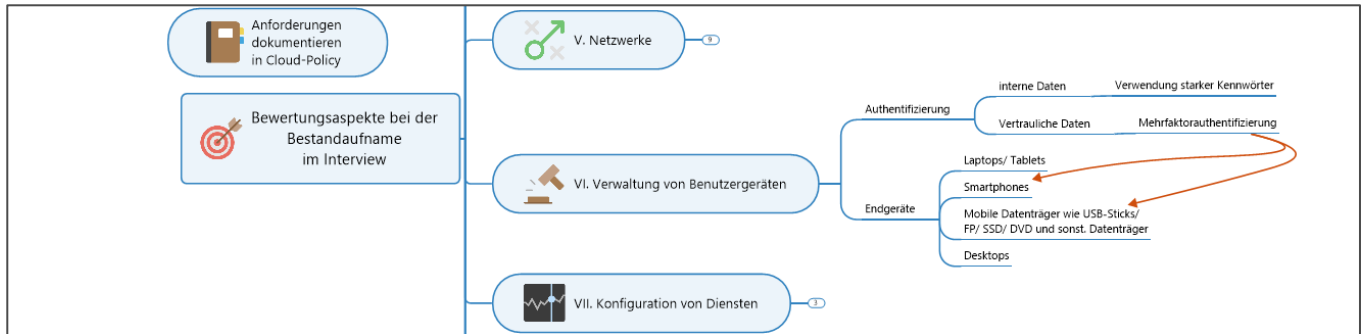 Anforderungen
dokumentieren
in Cloud-Policy
Bewertungsaspekte bei der
Bestandaufname
im Interview
V. Netzwerke
9
VI. Verwaltung von Benutzergeräten
Authentifizierung
interne Daten
Verwendung starker Kennwörter
Vertrauliche Daten
Mehrfaktorauthentifizierung
Endgeräte
Laptops/ Tablets
Smartphones
Mobile Datenträger wie USB-Sticks/
FP/ SSD/ DVD und sonst. Datenträger
Desktops
VII. Konfiguration von Diensten
3